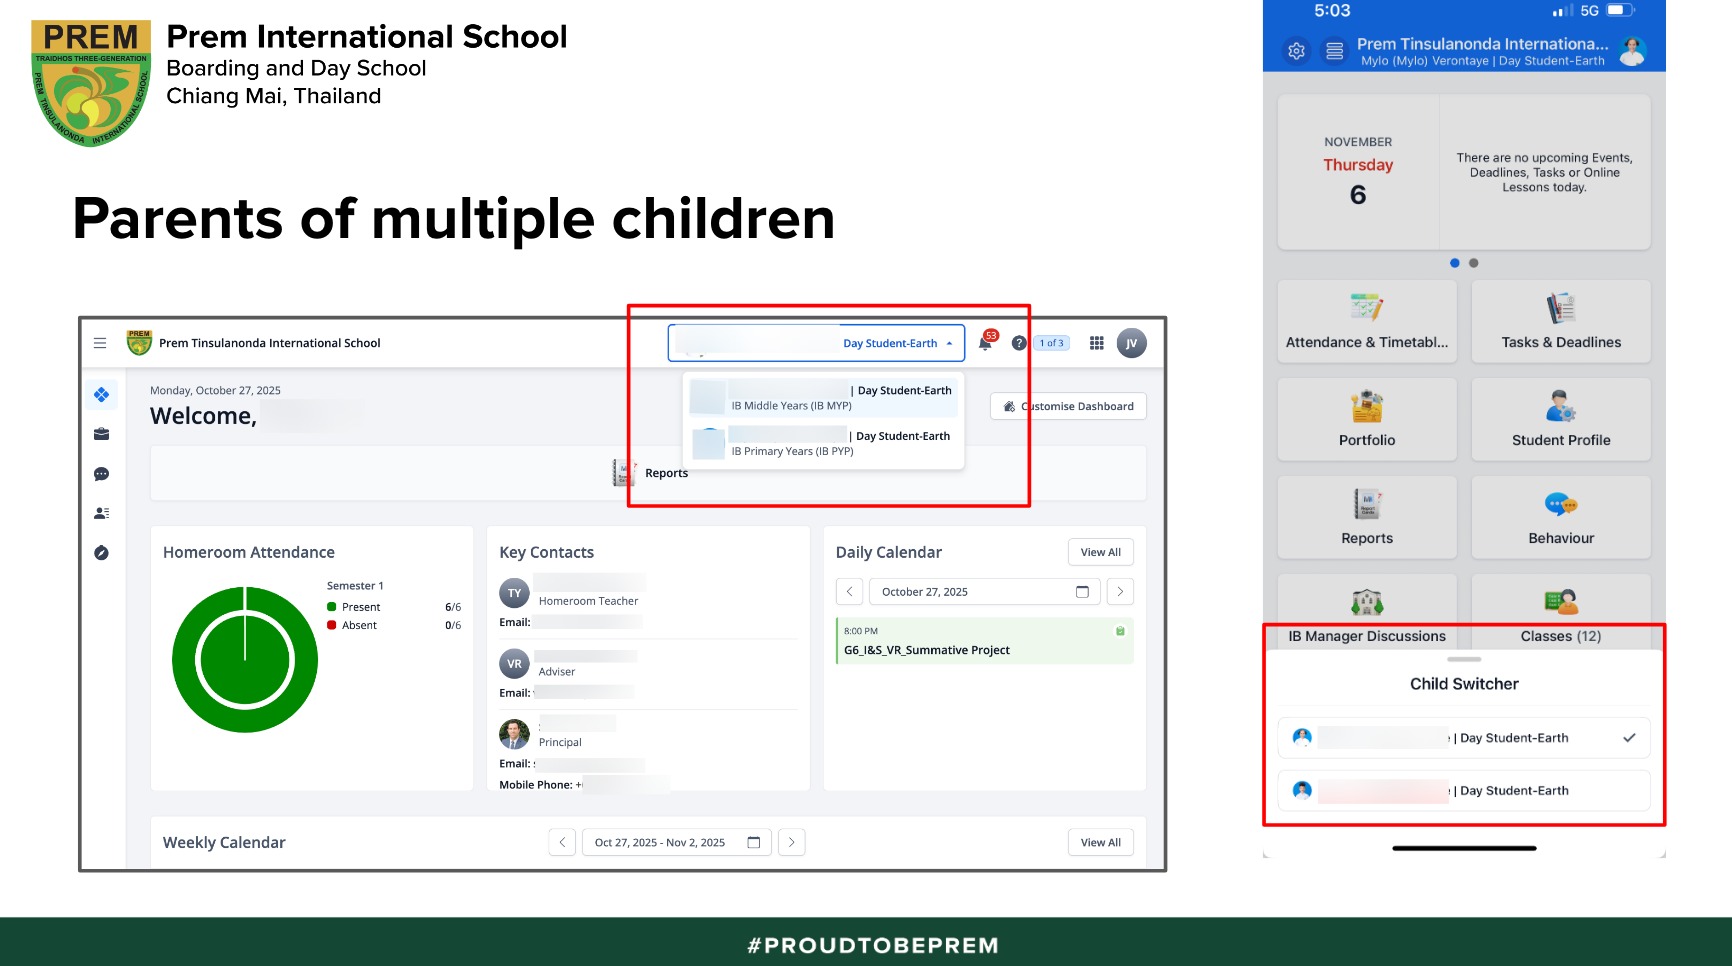 PREM
TRAIDHOS THREE-GENERATION
PREM TINSULANONDA INTERNATIONAL SCHOOL
Prem International School
Boarding and Day School
Chiang Mai, Thailand
Parents of multiple children
PREM
Prem Tinsulanonda International School
Day Student-Earth
53
?
1 of 3
JV
Monday, October 27, 2025
Welcome,
| Day Student-Earth
IB Middle Years (IB MYP)
| Day Student-Earth
IB Primary Years (IB PYP)
Customise Dashboard
Reports
Homeroom Attendance
Semester 1
Present 6/6
Absent 0/6
Key Contacts
TY
Homeroom Teacher
Email:
VR
Adviser
Email:
Principal
Email:
Mobile Phone: +
Daily Calendar
View All
October 27, 2025
8:00 PM
G6_I&S_VR_Summative Project
Weekly Calendar
Oct 27, 2025 - Nov 2, 2025
View All
5:03
5G
Prem Tinsulanonda Internationa...
Mylo (Mylo) Verontaye | Day Student-Earth
NOVEMBER
Thursday
6
There are no upcoming Events,
Deadlines, Tasks or Online
Lessons today.
Attendance & Timetabl...
Tasks & Deadlines
Portfolio
Student Profile
Reports
Behaviour
IB Manager Discussions
Classes (12)
Child Switcher
| Day Student-Earth
| Day Student-Earth
#PROUDTOBEPREM